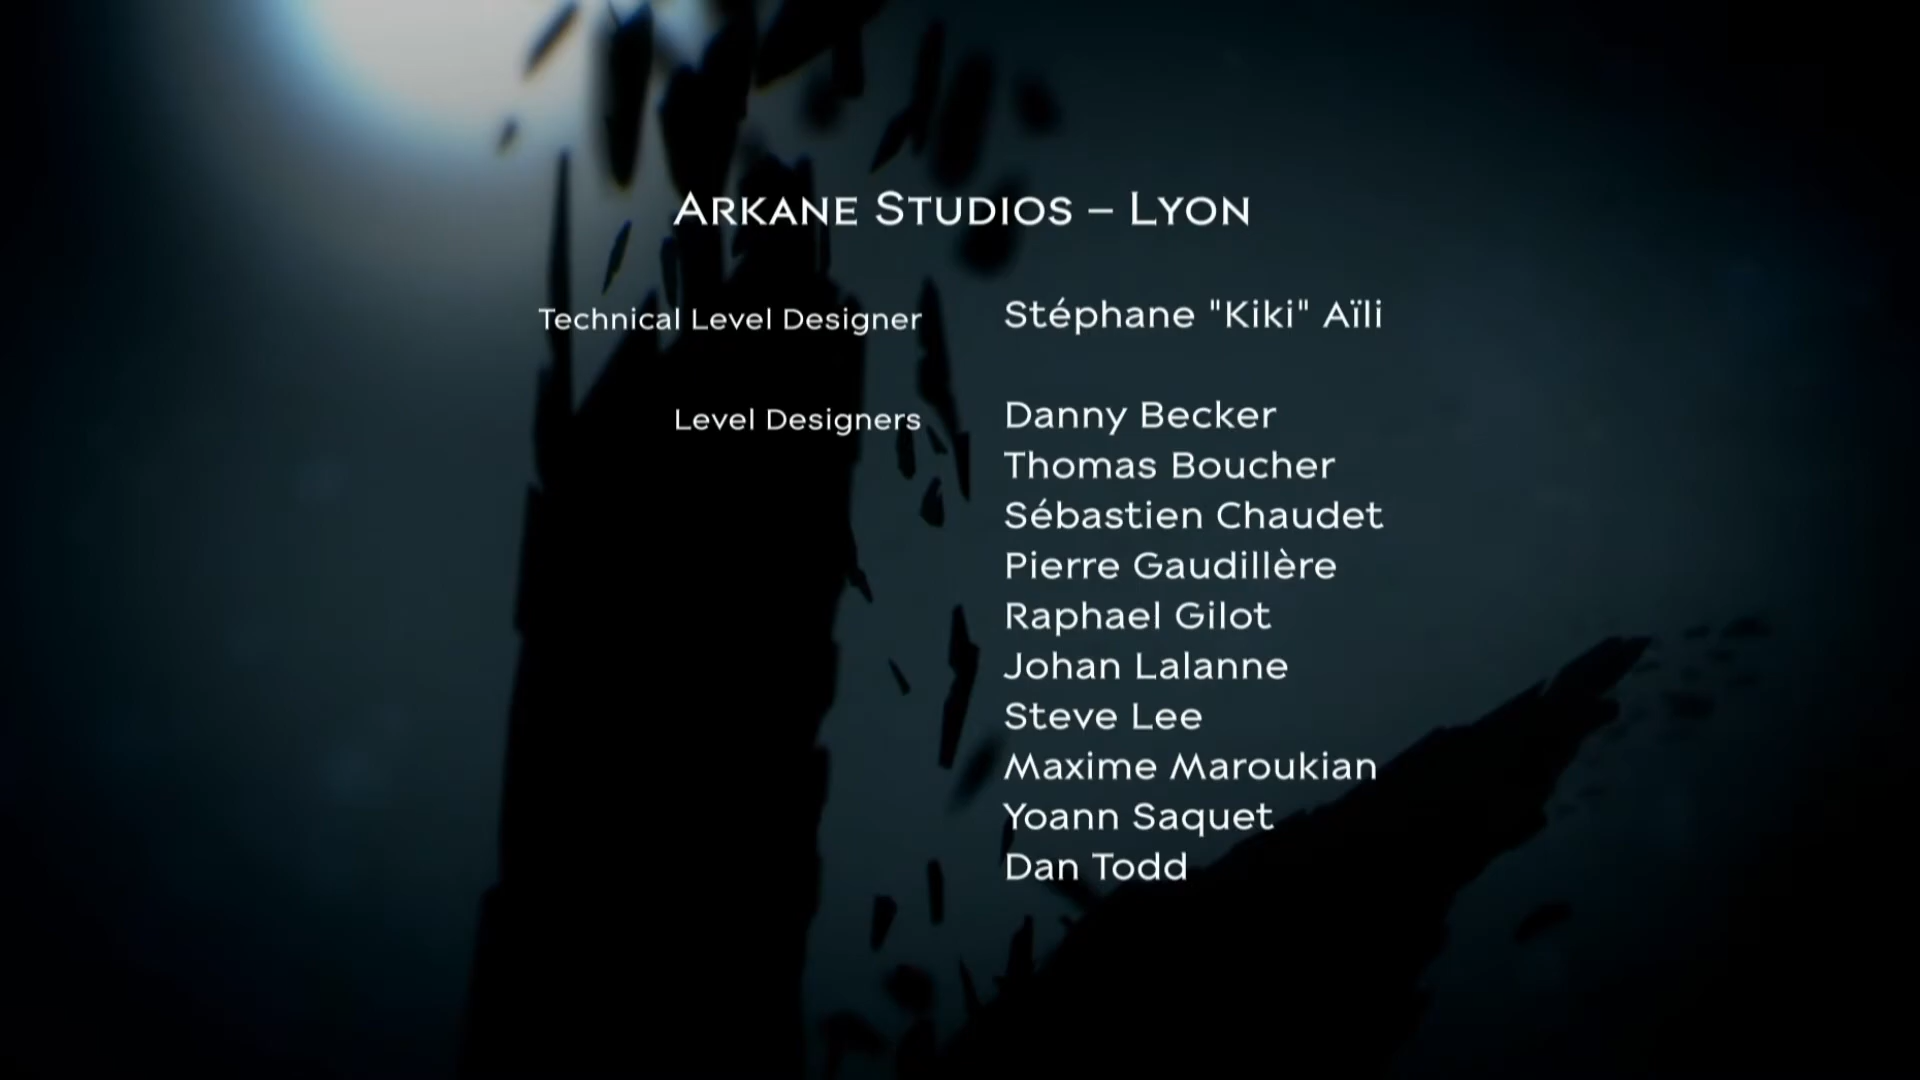 ARKANE STUDIOS – LYON
Technical Level Designer Stéphane "Kiki" Aïli
Level Designers Danny Becker
Thomas Boucher
Sébastien Chaudet
Pierre Gaudillère
Raphael Gilot
Johan Lalanne
Steve Lee
Maxime Maroukian
Yoann Saquet
Dan Todd